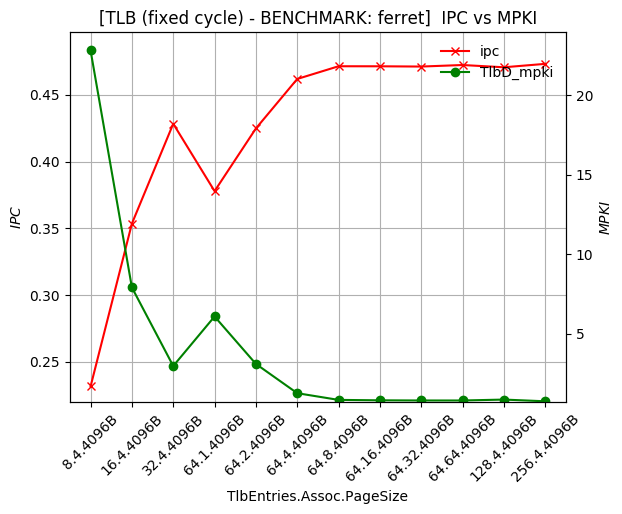 [TLB (fixed cycle) - BENCHMARK: ferret] IPC vs MPKI
ipc
TlbD_mpki
0.45
0.40
0.35
0.30
0.25
IPC
20
15
10
5
MPKI
8.4.4096B
16.4.4096B
32.4.4096B
64.1.4096B
64.2.4096B
64.4.4096B
64.8.4096B
64.16.4096B
64.32.4096B
64.64.4096B
128.4.4096B
256.4.4096B
TlbEntries.Assoc.PageSize